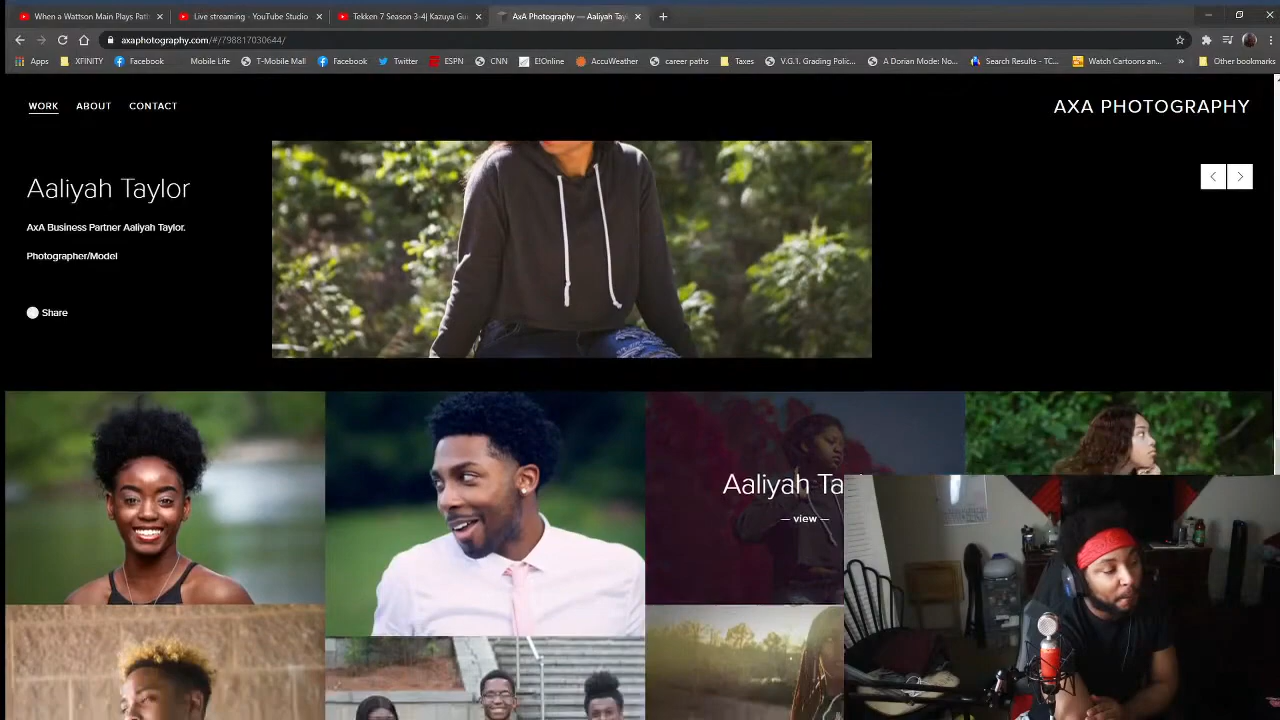 When a Wattson Main Plays Path
Live streaming - YouTube Studio
Tekken 7 Season 3-4| Kazuya Gu
AxA Photography — Aaliyah Tay
axaphotography.com/#/798817030644/
Apps XFINITY Facebook Mobile Life T-Mobile Mall Facebook Twitter ESPN CNN E!Online AccuWeather career paths Taxes V.G.1. Grading Polic... A Dorian Mode: No... Search Results - TC... Watch Cartoons an... » Other bookmarks
WORK ABOUT CONTACT
AXA PHOTOGRAPHY
Aaliyah Taylor
AxA Business Partner Aaliyah Taylor.
Photographer/Model
Share
Aaliyah Ta
— view —